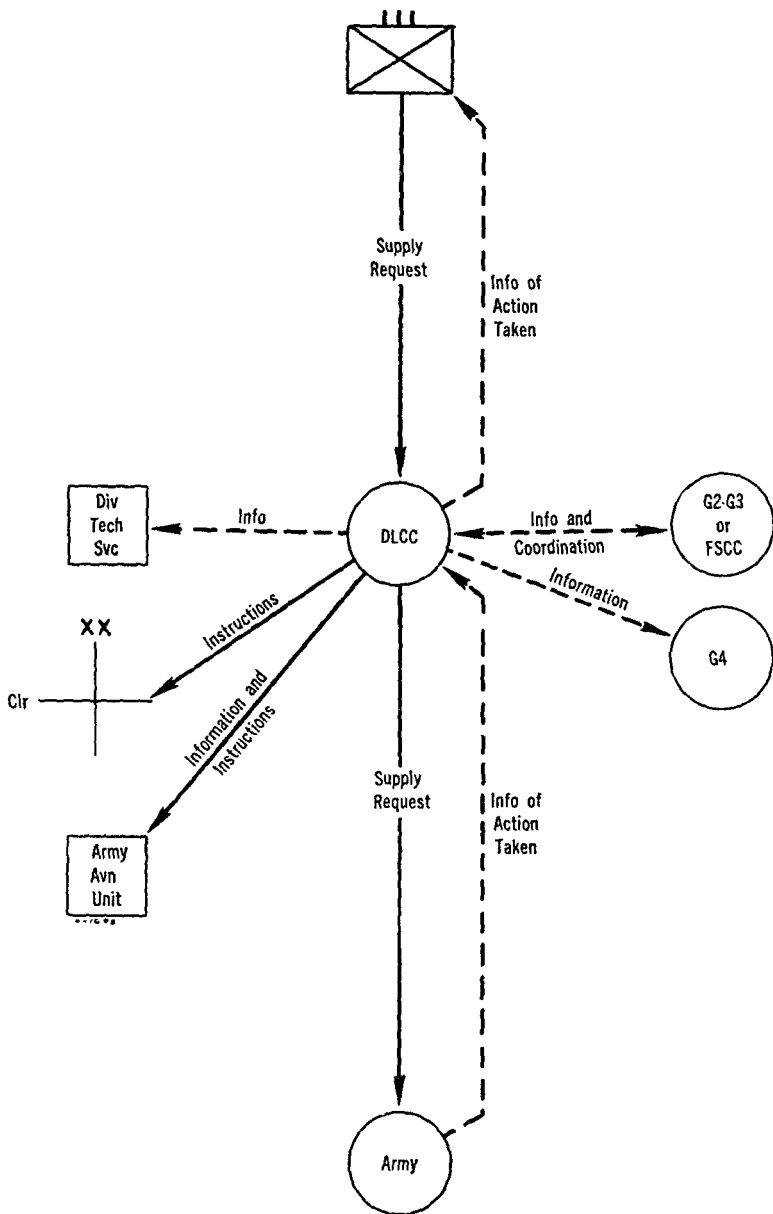 Supply
Request
Info of
Action
Taken
Div
Tech
Svc
Info
DLCC
Info and
Coordination
G2-G3
or
FSCC
Instructions
Information
XX
Clr
G4
Information and
Instructions
Supply
Request
Info of
Action
Taken
Army
Avn
Unit
Army